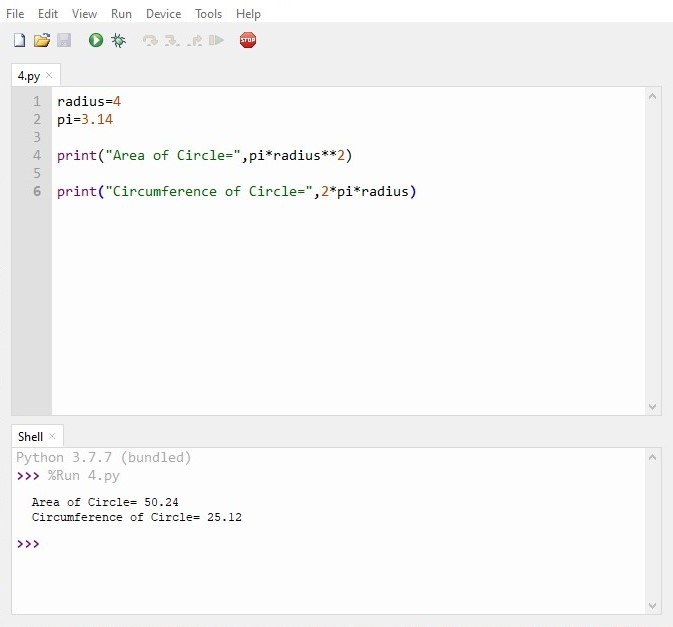 File Edit View Run Device Tools Help
STOP
4.py ×
1 radius=4
2 pi=3.14
3
4 print("Area of Circle=",pi*radius**2)
5
6 print("Circumference of Circle=",2*pi*radius)
Shell ×
Python 3.7.7 (bundled)
>>> %Run 4.py
Area of Circle= 50.24
Circumference of Circle= 25.12
>>>